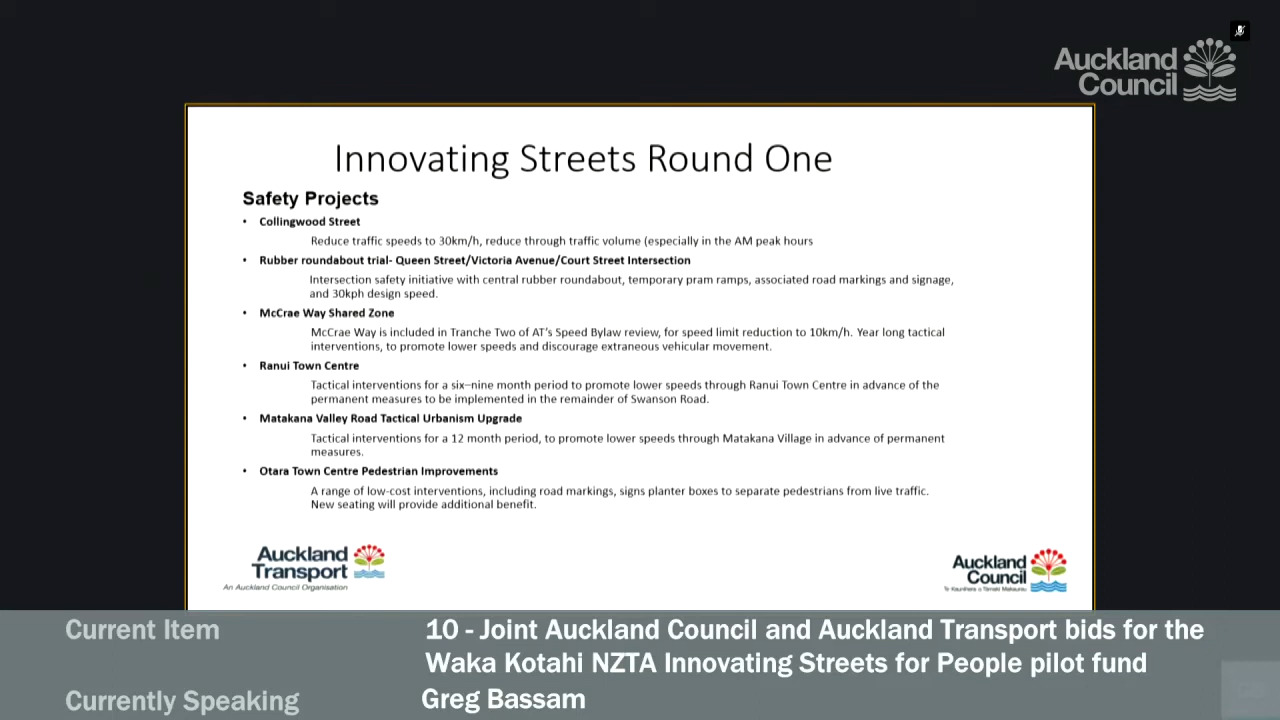 Auckland
Council
Innovating Streets Round One
Safety Projects
• Collingwood Street
Reduce traffic speeds to 30km/h, reduce through traffic volume (especially in the AM peak hours
• Rubber roundabout trial- Queen Street/Victoria Avenue/Court Street Intersection
Intersection safety initiative with central rubber roundabout, temporary pram ramps, associated road markings and signage,
and 30kph design speed.
• McCrae Way Shared Zone
McCrae Way is included in Tranche Two of AT's Speed Bylaw review, for speed limit reduction to 10km/h. Year long tactical
interventions, to promote lower speeds and discourage extraneous vehicular movement.
• Ranui Town Centre
Tactical interventions for a six–nine month period to promote lower speeds through Ranui Town Centre in advance of the
permanent measures to be implemented in the remainder of Swanson Road.
• Matakana Valley Road Tactical Urbanism Upgrade
Tactical interventions for a 12 month period, to promote lower speeds through Matakana Village in advance of permanent
measures.
• Otara Town Centre Pedestrian Improvements
A range of low-cost interventions, including road markings, signs planter boxes to separate pedestrians from live traffic.
New seating will provide additional benefit.
Auckland
Transport
An Auckland Council Organisation
Auckland
Council
Te Kaunihera o Tāmaki Makaurau
Current Item
10 - Joint Auckland Council and Auckland Transport bids for the
Waka Kotahi NZTA Innovating Streets for People pilot fund
Currently Speaking
Greg Bassam